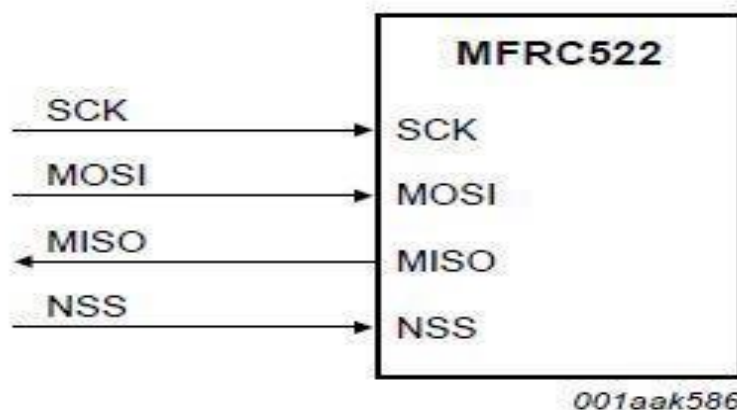 MFRC522
SCK SCK
MOSI MOSI
MISO MISO
NSS NSS
001aak586